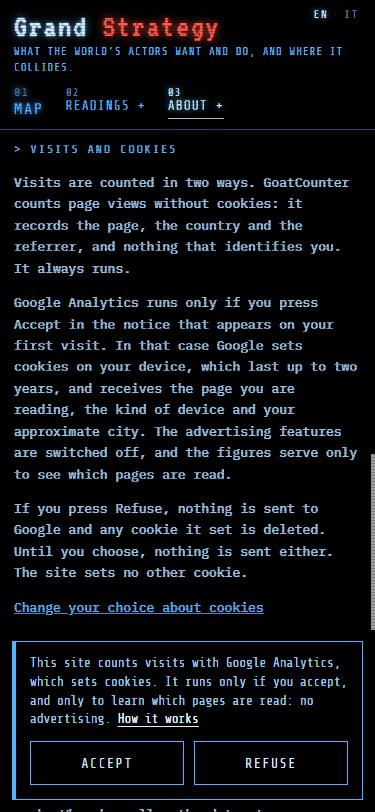 Grand Strategy
EN · IT
WHAT THE WORLD'S ACTORS WANT AND DO, AND WHERE IT
COLLIDES.
01 02 03
MAP READINGS + ABOUT +
> VISITS AND COOKIES
Visits are counted in two ways. GoatCounter
counts page views without cookies: it
records the page, the country and the
referrer, and nothing that identifies you.
It always runs.
Google Analytics runs only if you press
Accept in the notice that appears on your
first visit. In that case Google sets
cookies on your device, which last up to two
years, and receives the page you are
reading, the kind of device and your
approximate city. The advertising features
are switched off, and the figures serve only
to see which pages are read.
If you press Refuse, nothing is sent to
Google and any cookie it set is deleted.
Until you choose, nothing is sent either.
The site sets no other cookie.
Change your choice about cookies
This site counts visits with Google Analytics,
which sets cookies. It runs only if you accept,
and only to learn which pages are read: no
advertising. How it works
ACCEPT REFUSE